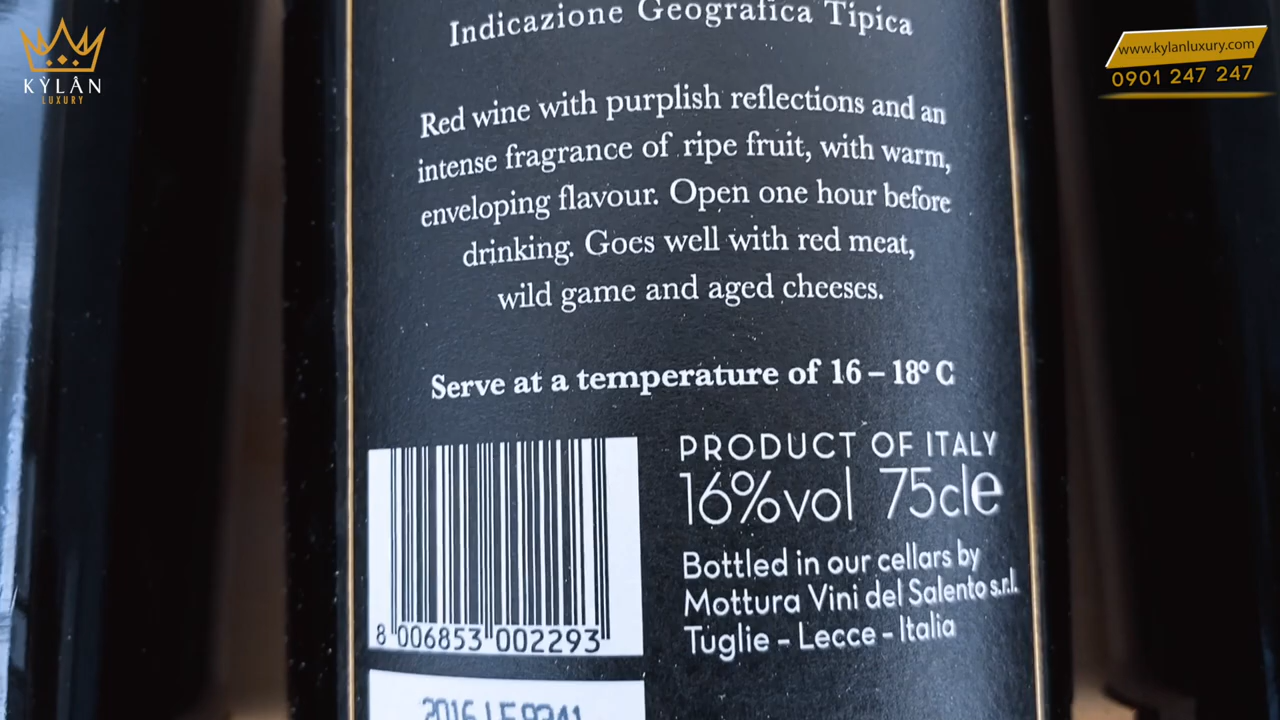 KỲLÂN
LUXURY
www.kylanluxury.com
0901 247 247
Indicazione Geografica Tipica
Red wine with purplish reflections and an
intense fragrance of ripe fruit, with warm,
enveloping flavour. Open one hour before
drinking. Goes well with red meat,
wild game and aged cheeses.
Serve at a temperature of 16 – 18° C
PRODUCT OF ITALY
16%vol 75cle
Bottled in our cellars by
Mottura Vini del Salento s.r.l.
Tuglie - Lecce - Italia
8 006853 002293